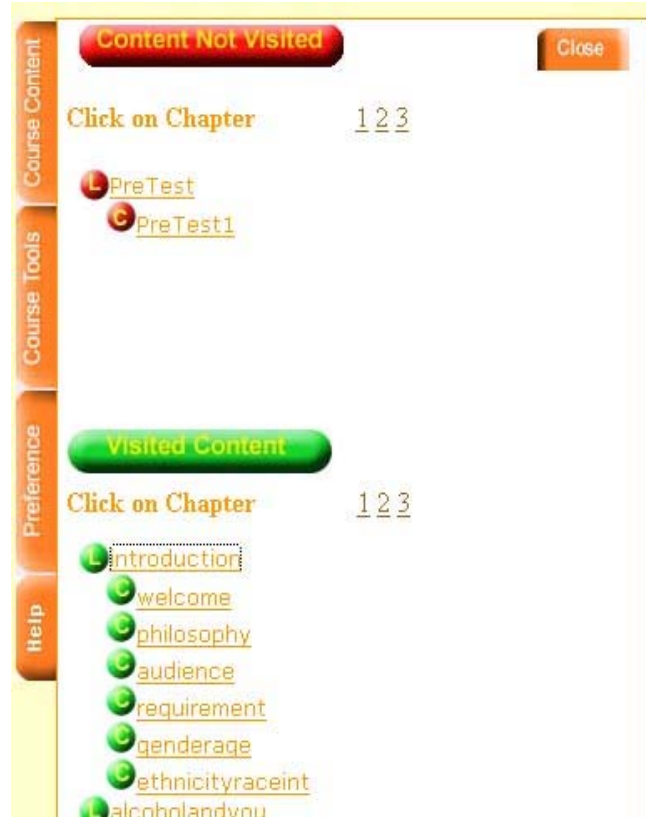 Content Not Visited
Close
Course Content
Click on Chapter 1 2 3
L PreTest
C PreTest1
Course Tools
Preference
Visited Content
Click on Chapter 1 2 3
L introduction
C welcome
C philosophy
Help
C audience
C requirement
C genderage
C ethnicityraceint
L alcoholandyou